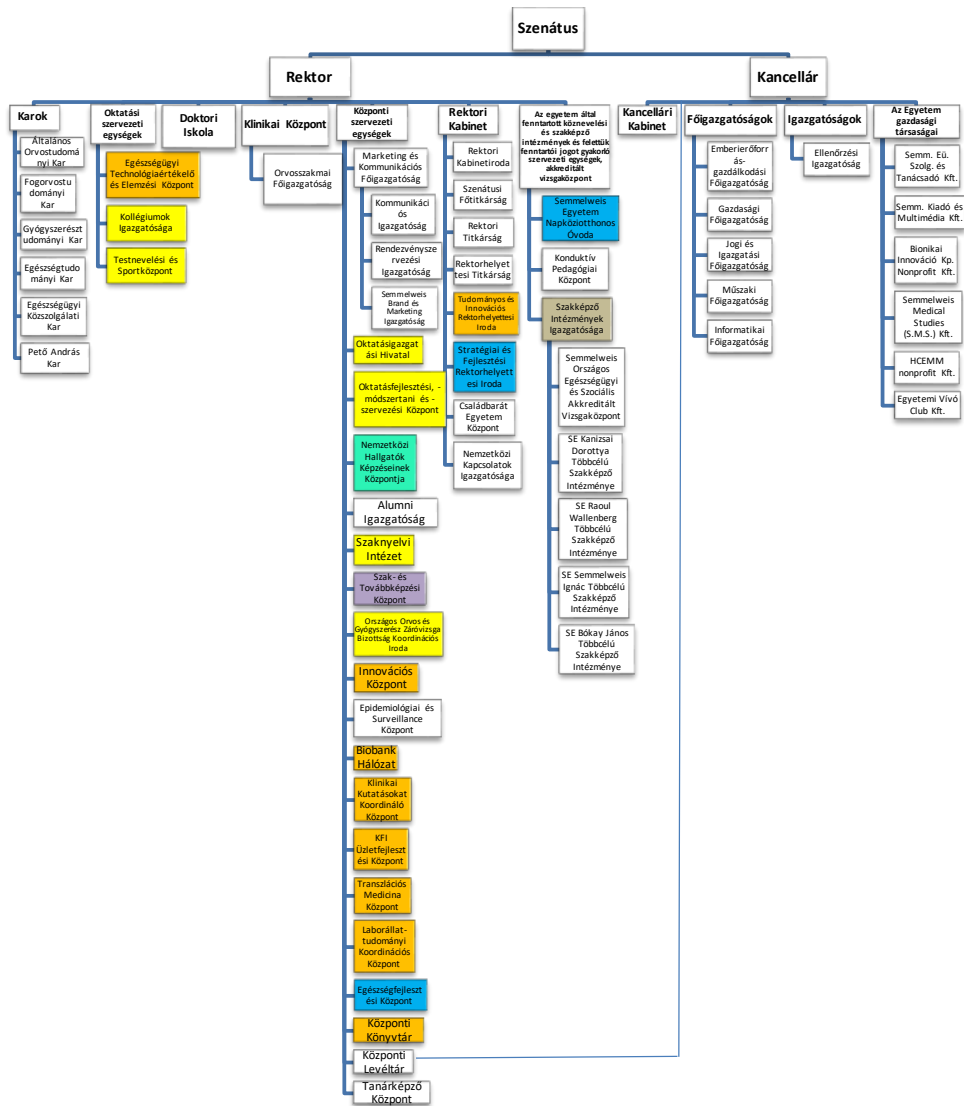 Szenátus
Rektor
Kancellár
Karok
Általános
Orvostudomá
nyi Kar
Fogorvostu
dományi
Kar
Gyógyszerészt
udományi Kar
Egészségtudo
mányi Kar
Egészségügyi
Közszolgálati
Kar
Pető András
Kar
Oktatási
szervezeti
egységek
Egészségügyi
Technológiaértékelő
és Elemzési Központ
Kollégiumok
Igazgatósága
Testnevelési és
Sportközpont
Doktori
Iskola
Klinikai Központ
Orvosszakmai
Főigazgatóság
Központi
szervezeti
egységek
Marketing és
Kommunikációs
Főigazgatóság
Kommunikáci
ós
Igazgatóság
Rendezvénysze
rvezési
Igazgatóság
Semmelweis
Brand és
Marketing
Igazgatóság
Oktatásigazgat
ási Hivatal
Oktatásfejlesztési, -
módszertani és -
szervezési Központ
Nemzetközi
Hallgatók
Képzéseinek
Központja
Alumni
Igazgatóság
Szaknyelvi
Intézet
Szak- és
Továbbképzési
Központ
Országos Orvos és
Gyógyszerész Záróvizsga
Bizottság Koordinációs
Iroda
Innovációs
Központ
Epidemiológiai és
Surveillance
Központ
Biobank
Hálózat
Klinikai
Kutatásokat
Koordináló
Központ
KFI
Üzletfejleszt
ési Központ
Transzlációs
Medicina
Központ
Laborállat-
tudományi
Koordinációs
Központ
Egészségfejleszt
ési Központ
Központi
Könyvtár
Központi
Levéltár
Tanárképző
Központ
Rektori
Kabinet
Rektori
Kabinetiroda
Szenátusi
Főtitkárság
Rektori
Titkárság
Rektorhelyet
tesi Titkárság
Tudományos és
Innovációs
Rektorhelyettesi
Iroda
Stratégiai és
Fejlesztési
Rektorhelyett
esi Iroda
Családbarát
Egyetem
Központ
Nemzetközi
Kapcsolatok
Igazgatósága
Az egyetem által
fenntartott köznevelési
és szakképző
intézmények és felettük
fenntartói jogot gyakorló
szervezeti egységek,
akkreditált
vizsgaközpont
Semmelweis
Egyetem
Napköziotthonos
Óvoda
Konduktív
Pedagógiai
Központ
Szakképző
Intézmények
Igazgatósága
Semmelweis
Országos
Egészségügyi
és Szociális
Akkreditált
Vizsgaközpont
SE Kanizsai
Dorottya
Többcélú
Szakképző
Intézménye
SE Raoul
Wallenberg
Többcélú
Szakképző
Intézménye
SE Semmelweis
Ignác Többcélú
Szakképző
Intézménye
SE Bókay János
Többcélú
Szakképző
Intézménye
Kancellári
Kabinet
Főigazgatóságok
Emberierőforr
ás-
gazdálkodási
Főigazgatóság
Gazdasági
Főigazgatóság
Jogi és
Igazgatási
Főigazgatóság
Műszaki
Főigazgatóság
Informatikai
Főigazgatóság
Igazgatóságok
Ellenőrzési
Igazgatóság
Az Egyetem
gazdasági
társaságai
Semm. Eü.
Szolg. és
Tanácsadó Kft.
Semm. Kiadó és
Multimédia Kft.
Bionikai
Innováció Kp.
Nonprofit Kft.
Semmelweis
Medical
Studies
(S.M.S.) Kft.
HCEMM
nonprofit Kft.
Egyetemi Vívó
Club Kft.